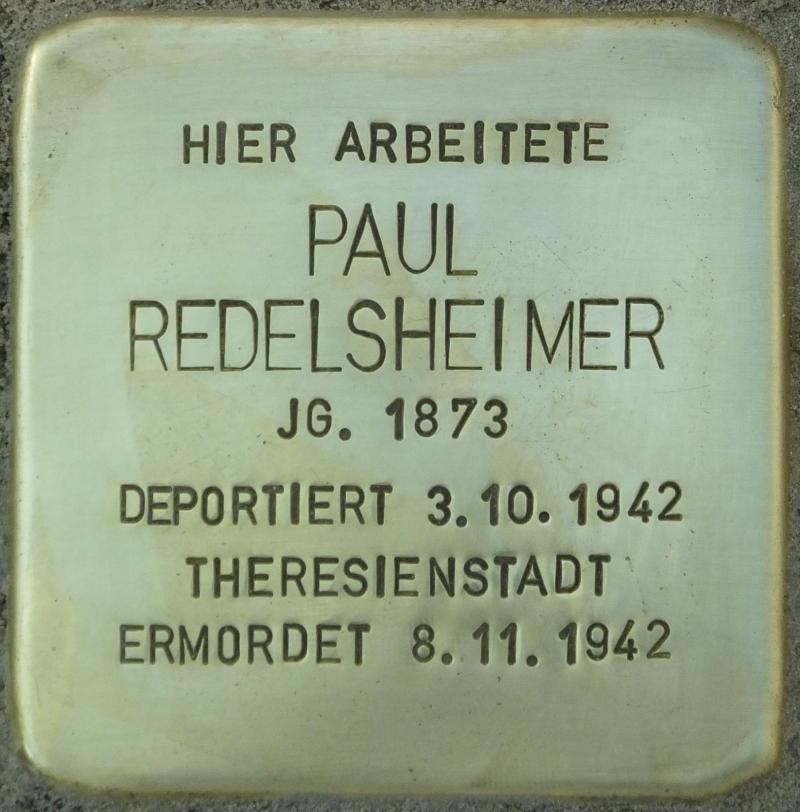 HIER ARBEITETE
PAUL
REDELSHEIMER
JG. 1873
DEPORTIERT 3.10.1942
THERESIENSTADT
ERMORDET 8.11.1942